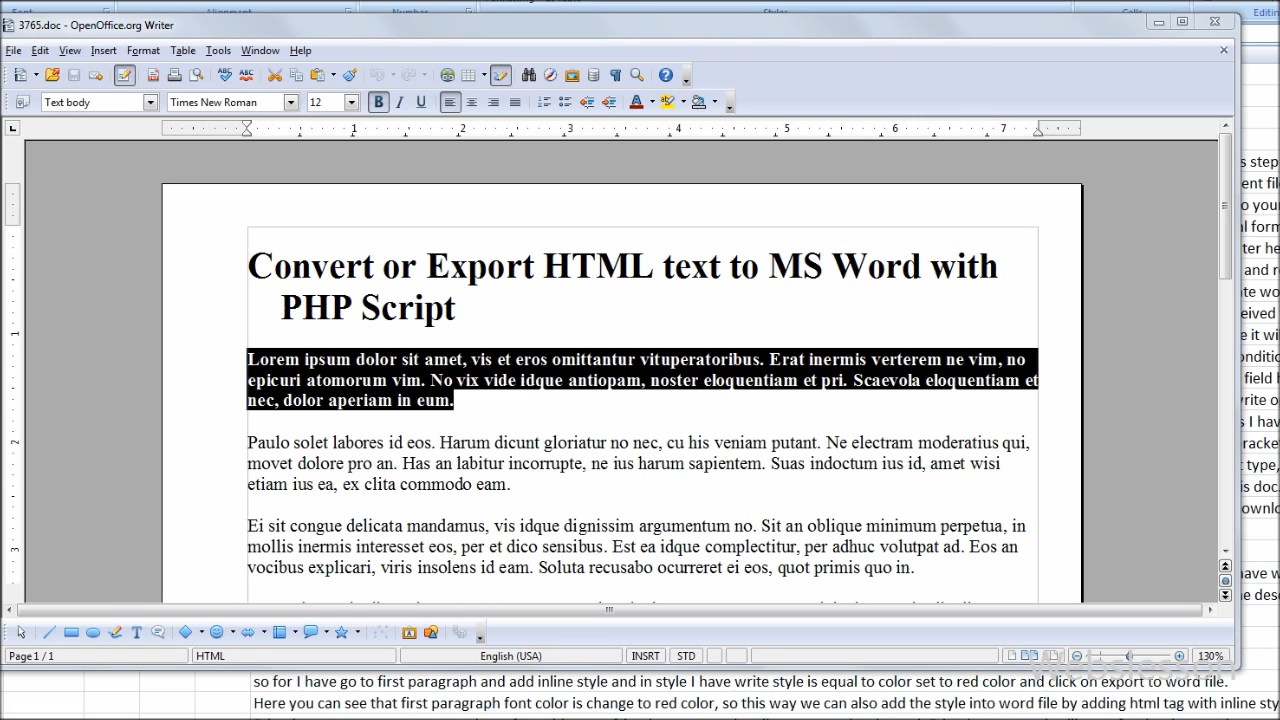 3765.doc - OpenOffice.org Writer
File Edit View Insert Format Table Tools Window Help
Text body Times New Roman 12
1 2 3 4 5 6 7
Convert or Export HTML text to MS Word with
PHP Script
Lorem ipsum dolor sit amet, vis et eros omittantur vituperatoribus. Erat inermis verterem ne vim, no
epicuri atomorum vim. No vix vide idque antiopam, noster eloquentiam et pri. Scaevola eloquentiam et
nec, dolor aperiam in eum.
Paulo solet labores id eos. Harum dicunt gloriatur no nec, cu his veniam putant. Ne electram moderatius qui,
movet dolore pro an. Has an labitur incorrupte, ne ius harum sapientem. Suas indoctum ius id, amet wisi
etiam ius ea, ex clita commodo eam.
Ei sit congue delicata mandamus, vis idque dignissim argumentum no. Sit an oblique minimum perpetua, in
mollis inermis interesset eos, per et dico sensibus. Est ea idque complectitur, per adhuc volutpat ad. Eos an
vocibus explicari, viris insolens id eam. Soluta recusabo ocurreret ei eos, quot primis quo in.
Page 1 / 1 HTML English (USA) INSRT STD 130%
so for I have go to first paragraph and add inline style and in style I have write style is equal to color set to red color and click on export to word file.
Here you can see that first paragraph font color is change to red color, so this way we can also add the style into word file by adding html tag with inline sty